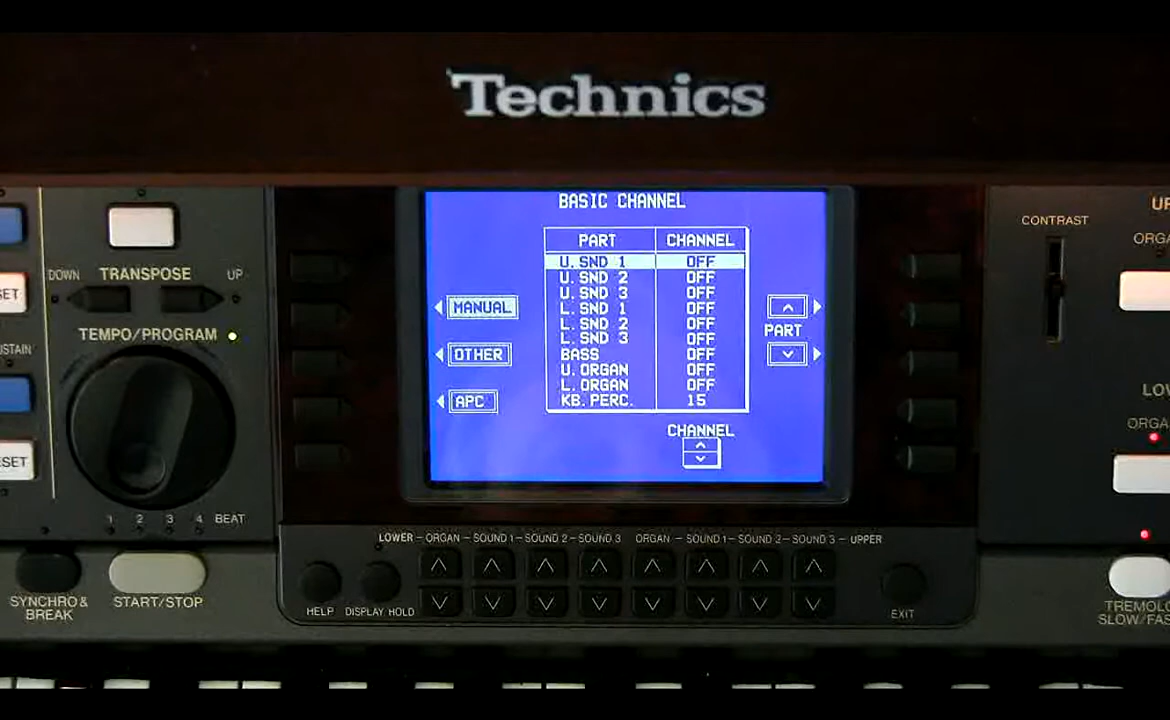 Technics
BASIC CHANNEL
PART CHANNEL
U. SND 1 OFF
U. SND 2 OFF
U. SND 3 OFF
L. SND 1 OFF
L. SND 2 OFF
L. SND 3 OFF
BASS OFF
U. ORGAN OFF
L. ORGAN OFF
KB. PERC. 15
MANUAL
OTHER
APC
PART
CHANNEL
DOWN TRANSPOSE UP
TEMPO/PROGRAM
1 2 3 4 BEAT
SYNCHRO &
BREAK
START/STOP
LOWER – ORGAN – SOUND 1 – SOUND 2 – SOUND 3 ORGAN – SOUND 1 – SOUND 2 – SOUND 3 – UPPER
HELP DISPLAY HOLD EXIT
CONTRAST
SLOW/FAS